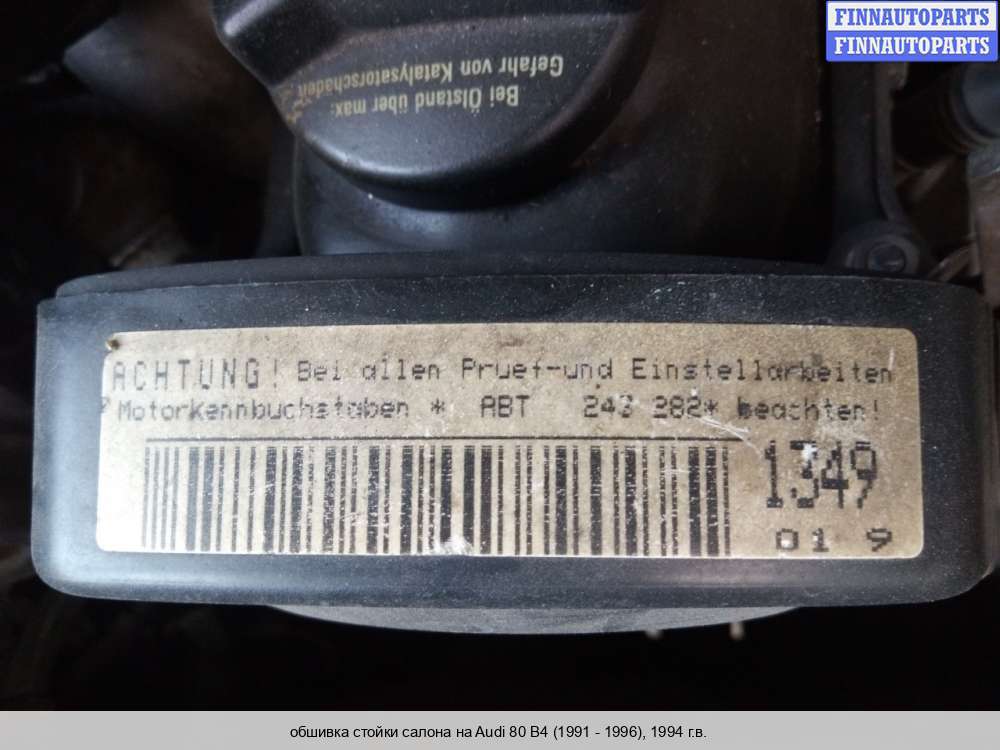 FINNAUTOPARTS
FINNAUTOPARTS
Bei Ölstand über max:
Gefahr von Katalysatorschäden
ACHTUNG! Bei allen Pruef-und Einstellarbeiten
Motorkennbuchstaben * ABT 243 282* beachten!
1349
01 9
обшивка стойки салона на Audi 80 B4 (1991 - 1996), 1994 г.в.